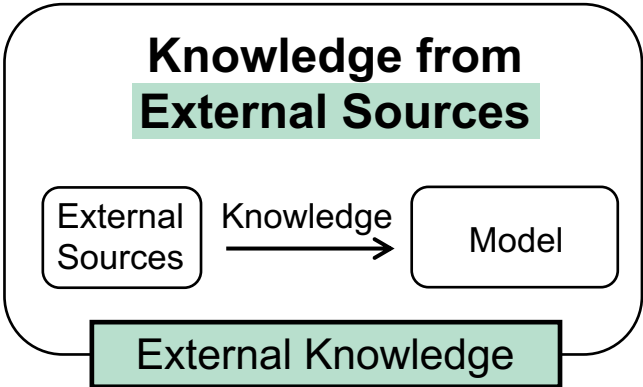 Knowledge from
External Sources
External
Sources
Knowledge
Model
External Knowledge